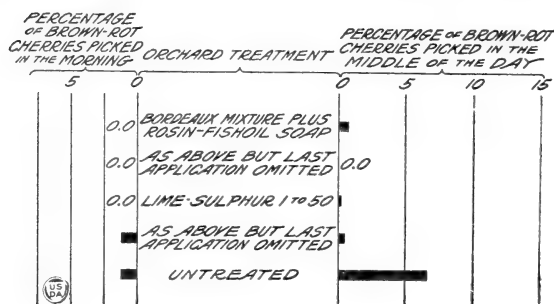 PERCENTAGE
OF BROWN-ROT
CHERRIES PICKED
IN THE MORNING
ORCHARD TREATMENT
PERCENTAGE OF BROWN-ROT
CHERRIES PICKED IN THE
MIDDLE OF THE DAY
5 0 0 5 10 15
0.0 BORDEAUX MIXTURE PLUS
ROSIN-FISHOIL SOAP
0.0 AS ABOVE BUT LAST
APPLICATION OMITTED 0.0
0.0 LIME-SULPHUR 1 TO 50
AS ABOVE BUT LAST
APPLICATION OMITTED
UNTREATED
US
DA